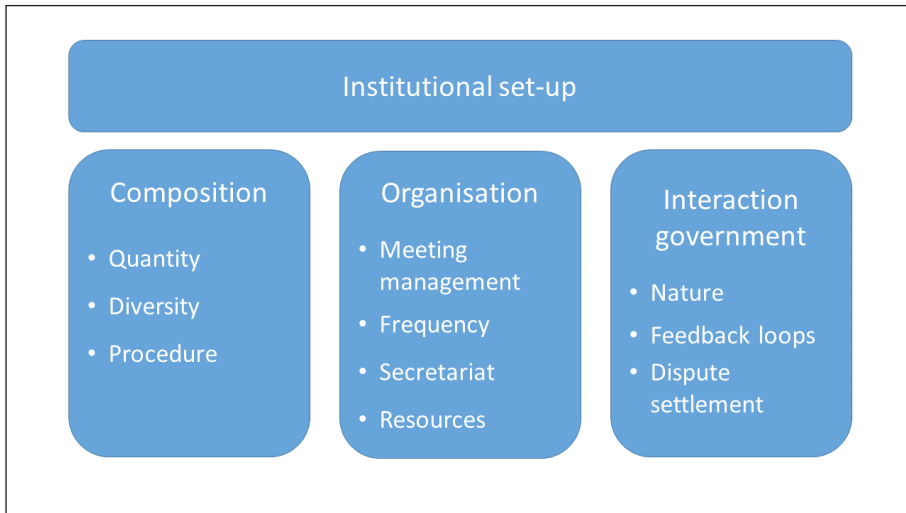 Institutional set-up
Composition
• Quantity
• Diversity
• Procedure
Organisation
• Meeting
management
• Frequency
• Secretariat
• Resources
Interaction
government
• Nature
• Feedback loops
• Dispute
settlement